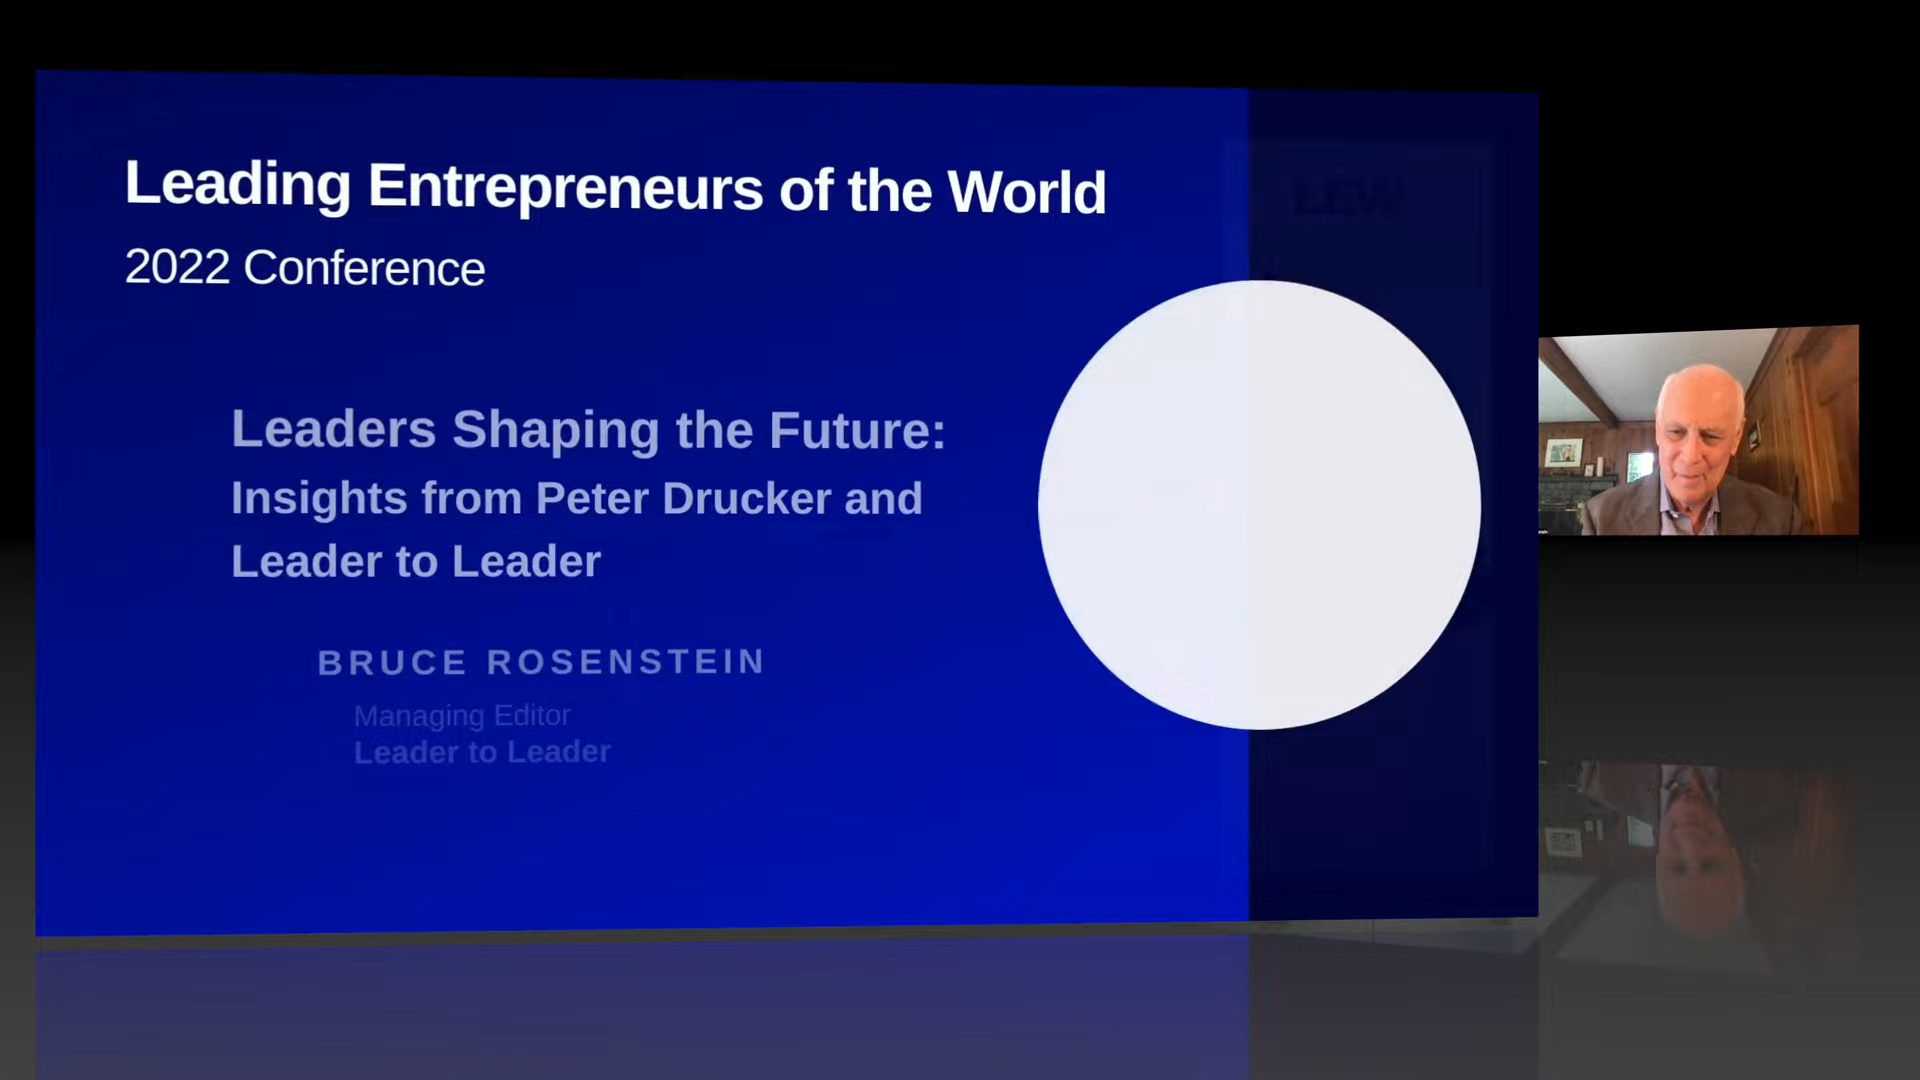 Leading Entrepreneurs of the World
2022 Conference
LEW
Leaders Shaping the Future:
Insights from Peter Drucker and
Leader to Leader
BRUCE ROSENSTEIN
Managing Editor
Leader to Leader